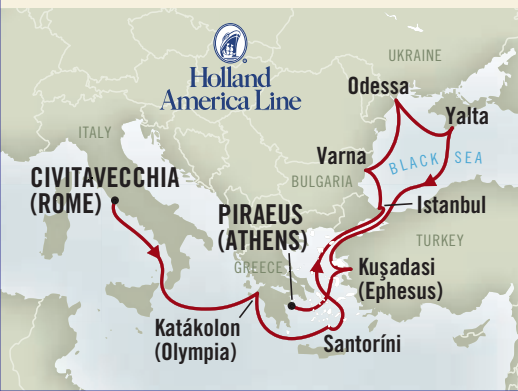 UKRAINE
Holland
America Line
Odessa
Yalta
ITALY
Varna
BLACK SEA
CIVITAVECCHIA
(ROME)
BULGARIA
PIRAEUS
(ATHENS)
Istanbul
TURKEY
GREECE
Kuşadasi
(Ephesus)
Katákolon
(Olympia)
Santoríni